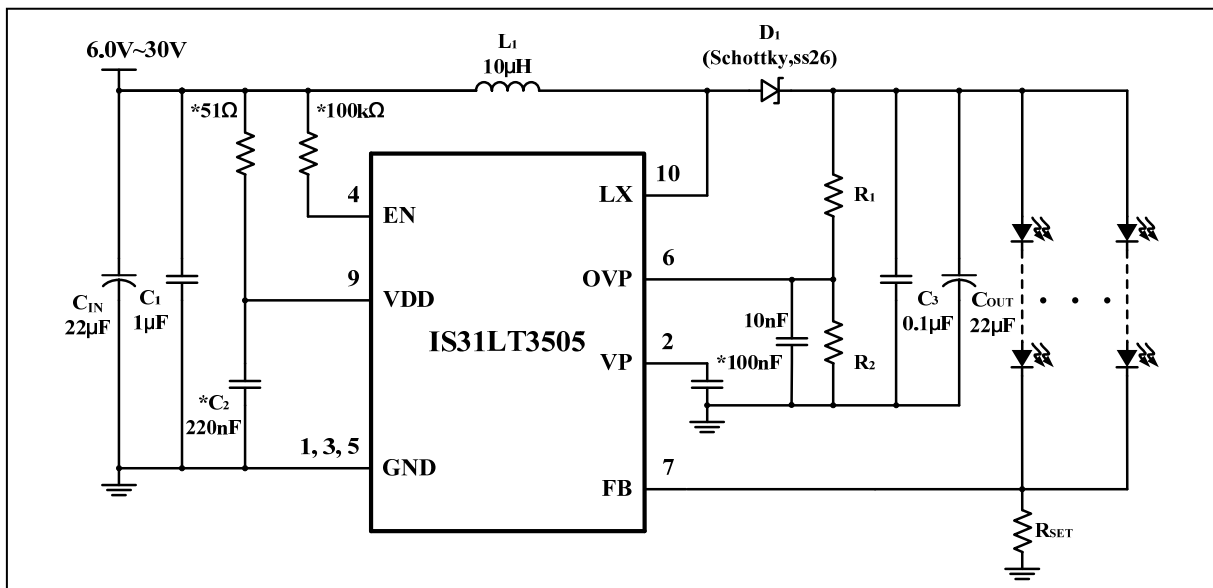 6.0V~30V
L1
10μH
D1
(Schottky,ss26)
*51Ω
*100kΩ
4
EN
10
LX
R1
6
OVP
9
VDD
CIN
22μF
C1
1μF
IS31LT3505
10nF
2
VP
*100nF
R2
C3
0.1μF
COUT
22μF
*C2
220nF
1, 3, 5
GND
7
FB
RSET